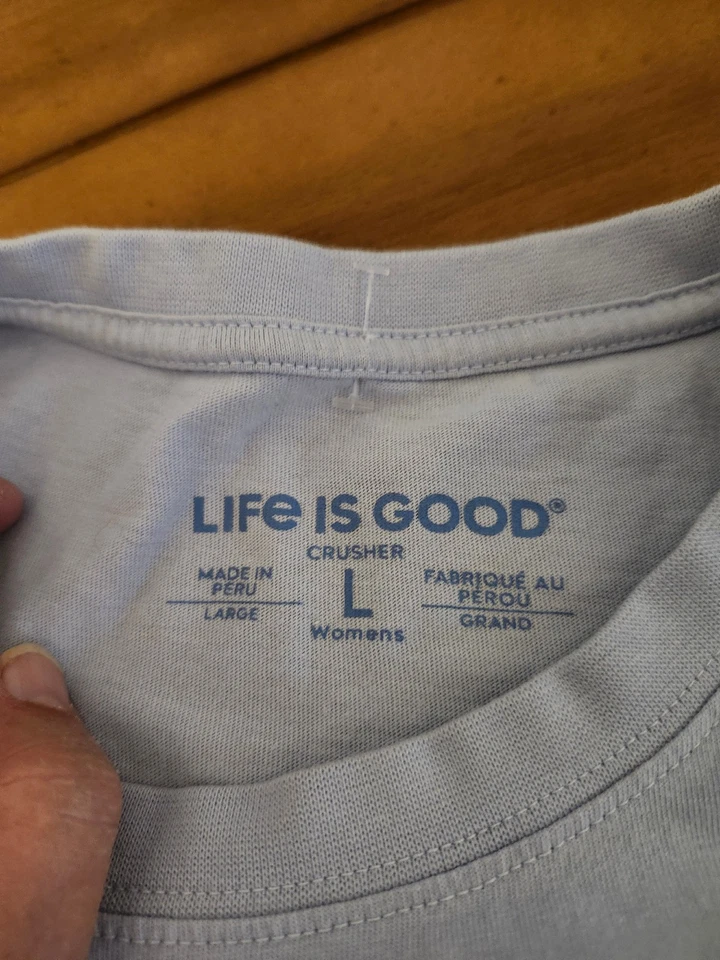 LIFe IS GOOD®
CRUSHER
MADE IN
PERU
LARGE
L
Womens
FABRIQUÉ AU
PÉROU
GRAND